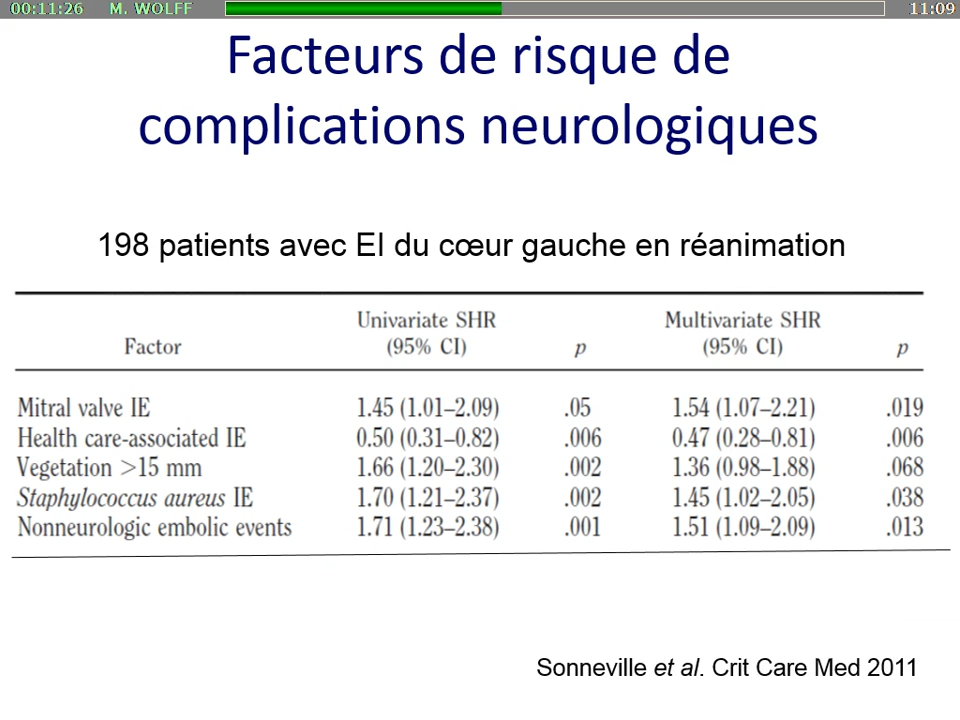 00:11:26 M. WOLFF 11:09
Facteurs de risque de
complications neurologiques
198 patients avec EI du cœur gauche en réanimation
Univariate SHR Multivariate SHR
Factor (95% CI) p (95% CI) p
Mitral valve IE 1.45 (1.01–2.09) .05 1.54 (1.07–2.21) .019
Health care-associated IE 0.50 (0.31–0.82) .006 0.47 (0.28–0.81) .006
Vegetation >15 mm 1.66 (1.20–2.30) .002 1.36 (0.98–1.88) .068
Staphylococcus aureus IE 1.70 (1.21–2.37) .002 1.45 (1.02–2.05) .038
Nonneurologic embolic events 1.71 (1.23–2.38) .001 1.51 (1.09–2.09) .013
Sonneville et al. Crit Care Med 2011